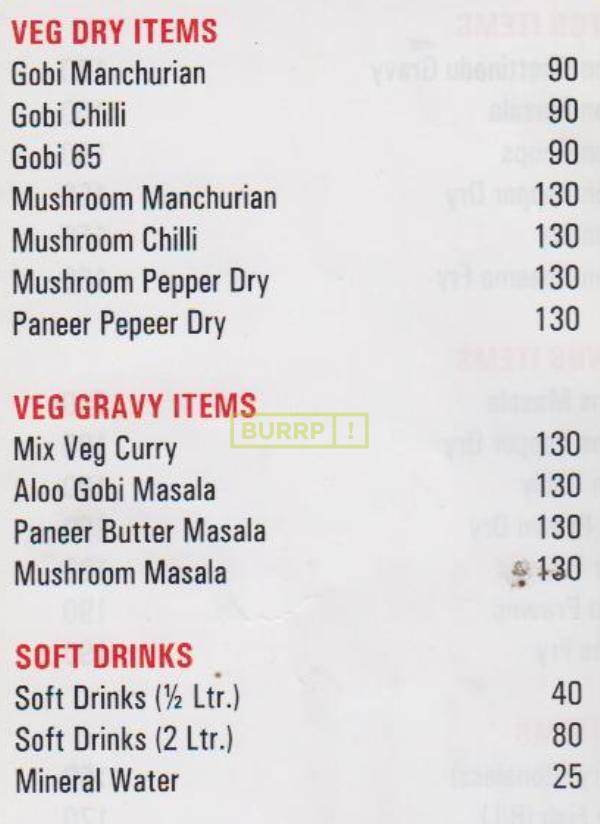 VEG DRY ITEMS
Gobi Manchurian 90
Gobi Chilli 90
Gobi 65 90
Mushroom Manchurian 130
Mushroom Chilli 130
Mushroom Pepper Dry 130
Paneer Pepeer Dry 130
VEG GRAVY ITEMS
BURRP !
Mix Veg Curry 130
Aloo Gobi Masala 130
Paneer Butter Masala 130
Mushroom Masala 130
SOFT DRINKS
Soft Drinks (½ Ltr.) 40
Soft Drinks (2 Ltr.) 80
Mineral Water 25